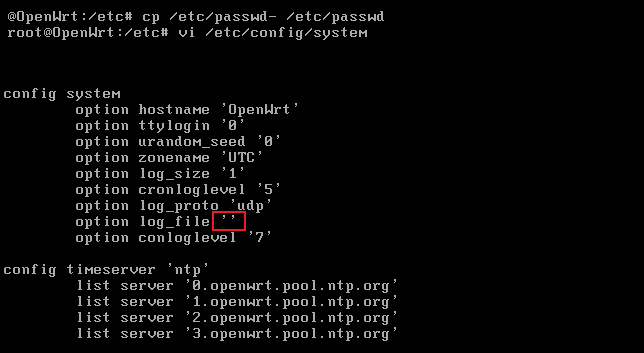 @OpenWrt:/etc# cp /etc/passwd- /etc/passwd
root@OpenWrt:/etc# vi /etc/config/system
config system
option hostname 'OpenWrt'
option ttylogin '0'
option urandom_seed '0'
option zonename 'UTC'
option log_size '1'
option cronloglevel '5'
option log_proto 'udp'
option log_file ''
option conloglevel '7'
config timeserver 'ntp'
list server '0.openwrt.pool.ntp.org'
list server '1.openwrt.pool.ntp.org'
list server '2.openwrt.pool.ntp.org'
list server '3.openwrt.pool.ntp.org'